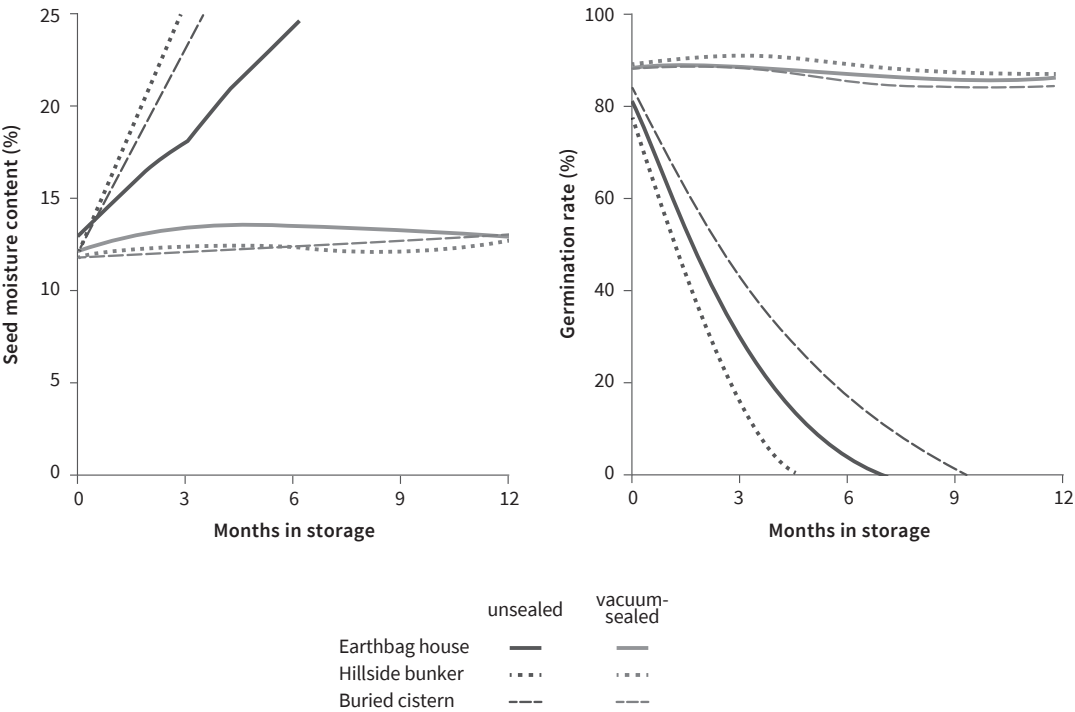 Seed moisture content (%)
25
20
15
10
5
0
0 3 6 9 12
Months in storage
Germination rate (%)
100
80
60
40
20
0
0 3 6 9 12
Months in storage
unsealed vacuum-
sealed
Earthbag house
Hillside bunker
Buried cistern